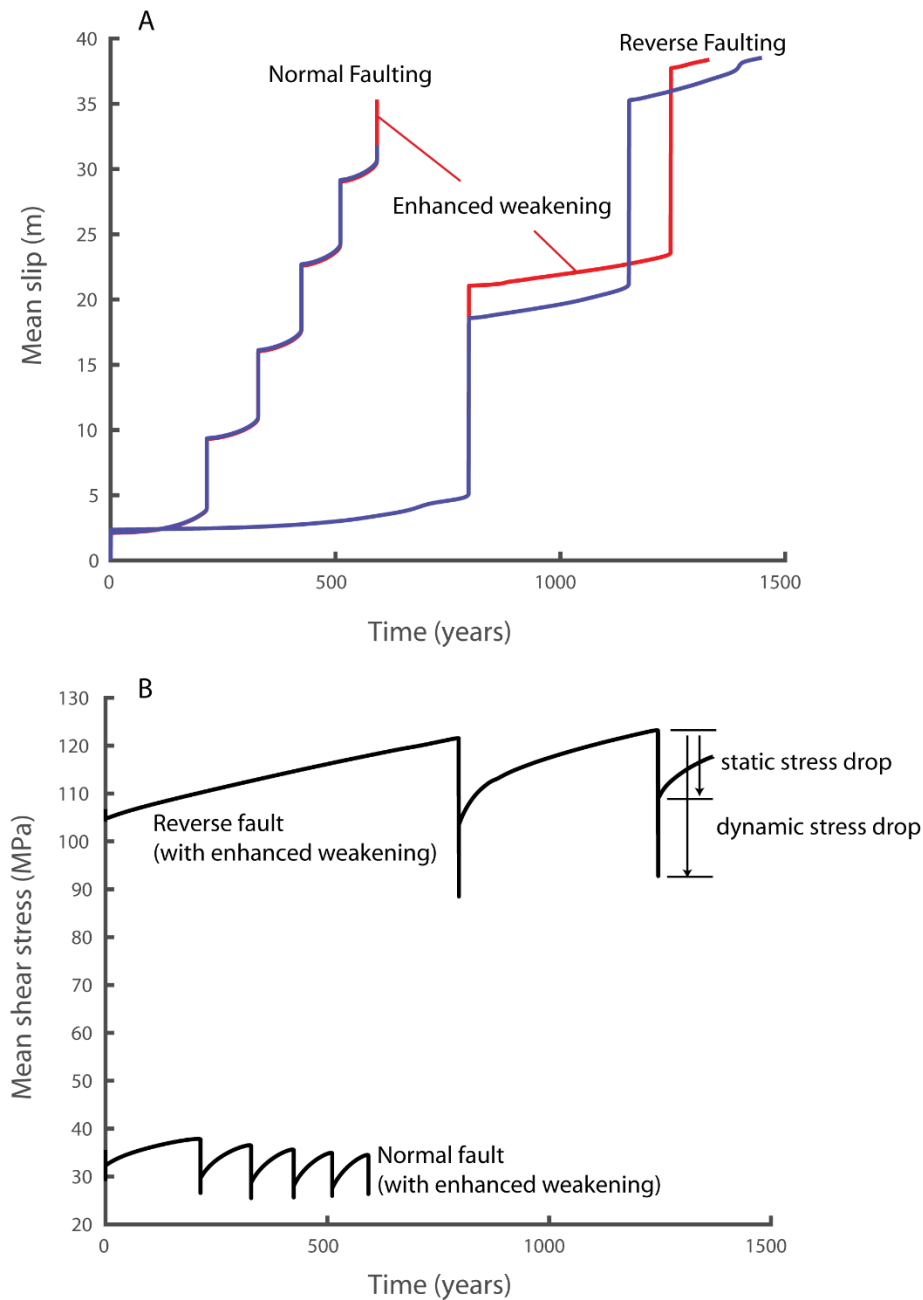 A
Normal Faulting
Reverse Faulting
Enhanced weakening
Mean slip (m)
40
35
30
25
20
15
10
5
0
0 500 1000 1500
Time (years)
B
Mean shear stress (MPa)
130
120
110
100
90
80
70
60
50
40
30
20
static stress drop
dynamic stress drop
Reverse fault
(with enhanced weakening)
Normal fault
(with enhanced weakening)
0 500 1000 1500
Time (years)